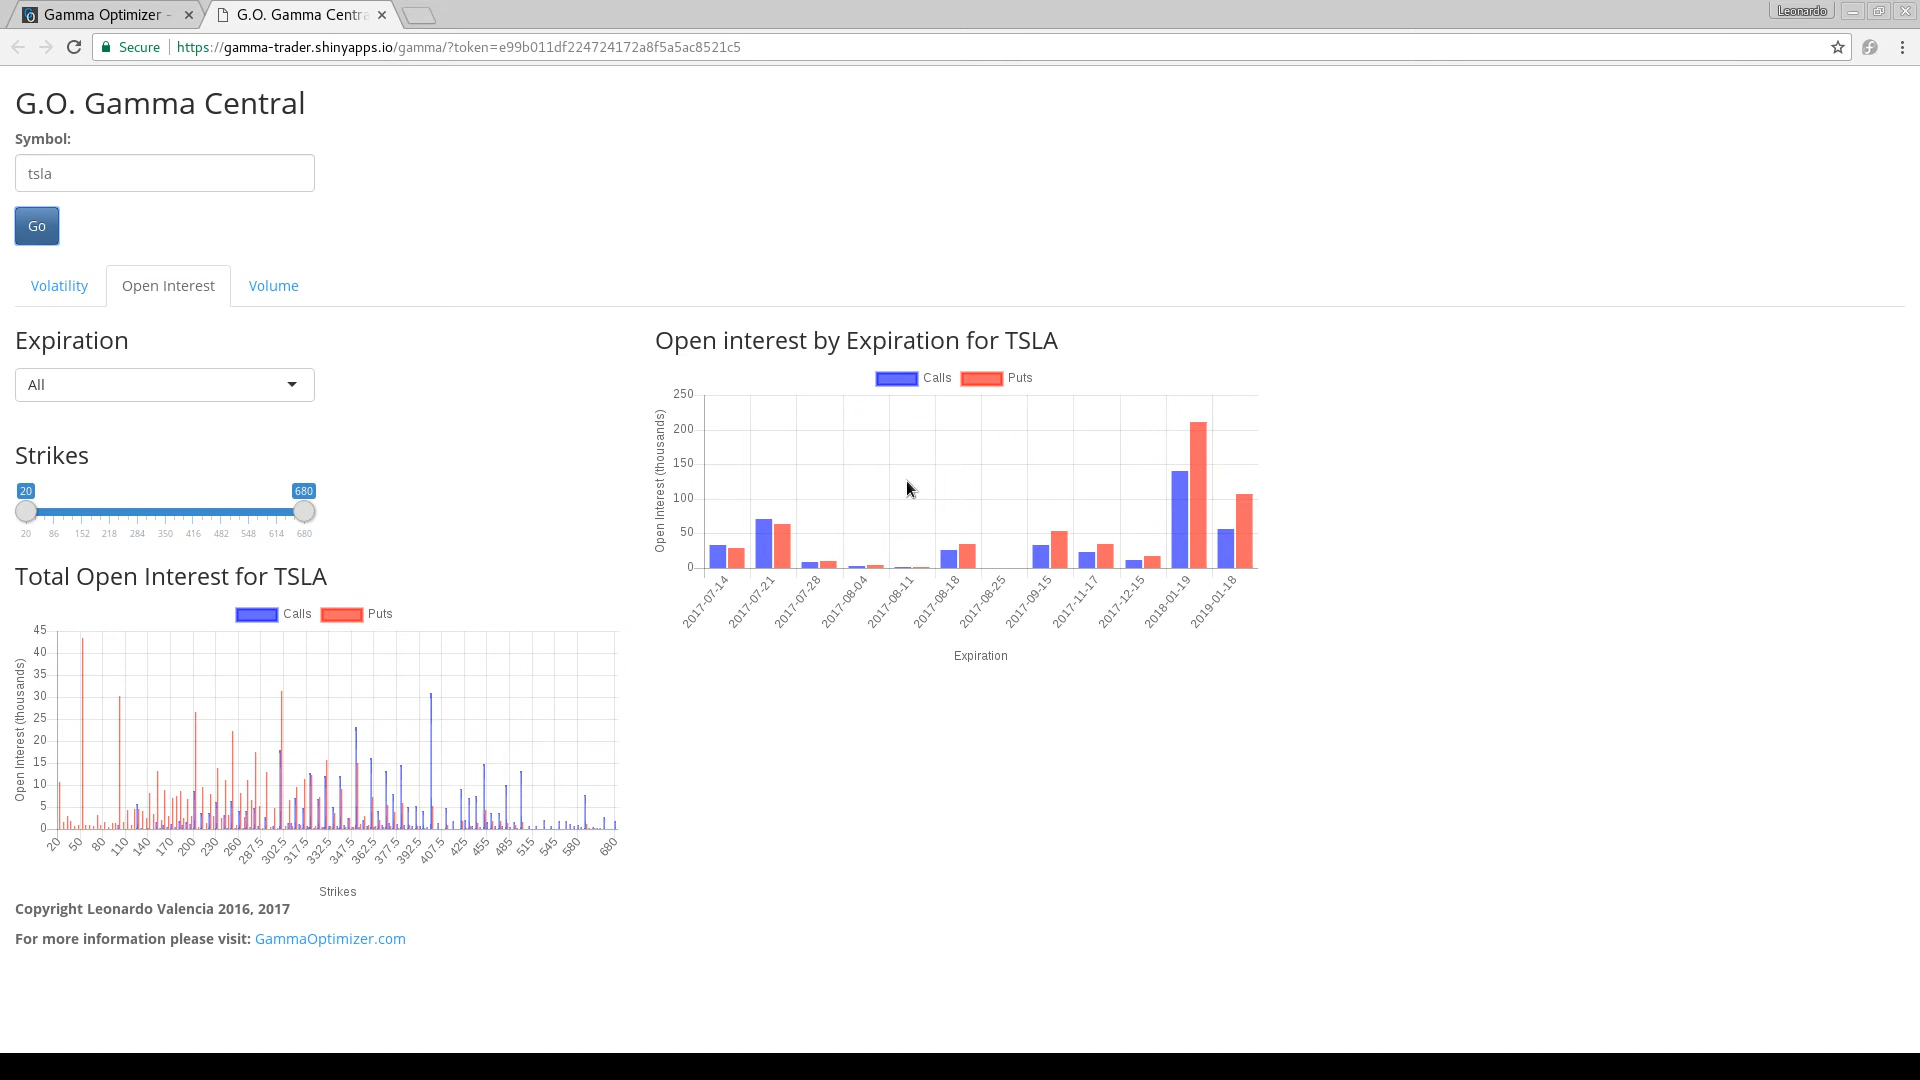 Gamma Optimizer -
G.O. Gamma Centra
Leonardo
Secure
https://gamma-trader.shinyapps.io/gamma/?token=e99b011df224724172a8f5a5ac8521c5
G.O. Gamma Central
Symbol:
tsla
Go
Volatility
Open Interest
Volume
Expiration
All
Strikes
20
680
20 86 152 218 284 350 416 482 548 614 680
Total Open Interest for TSLA
Calls
Puts
Open Interest (thousands)
45
40
35
30
25
20
15
10
5
0
20 50 80 110 140 170 200 230 260 287.5 302.5 317.5 332.5 347.5 362.5 377.5 392.5 407.5 425 455 485 515 545 580 680
Strikes
Open interest by Expiration for TSLA
Calls
Puts
Open Interest (thousands)
250
200
150
100
50
0
2017-07-14 2017-07-21 2017-07-28 2017-08-04 2017-08-11 2017-08-18 2017-08-25 2017-09-15 2017-11-17 2017-12-15 2018-01-19 2019-01-18
Expiration
Copyright Leonardo Valencia 2016, 2017
For more information please visit: GammaOptimizer.com